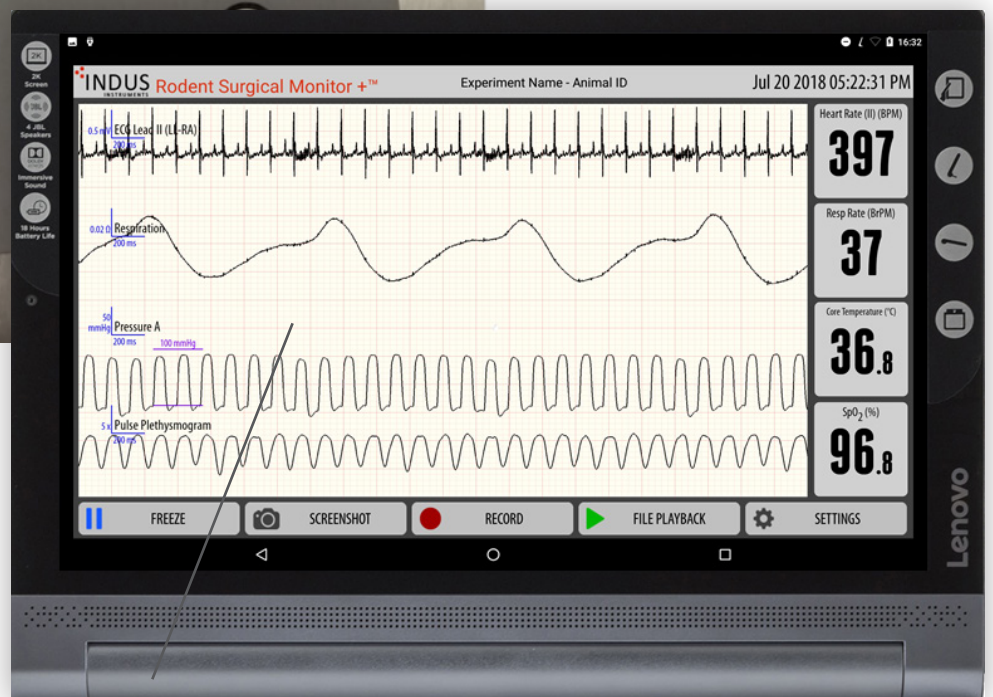 16:32
INDUS
INSTRUMENTS
Rodent Surgical Monitor +™
Experiment Name - Animal ID
Jul 20 2018 05:22:31 PM
2K
2K
Screen
JBL
4 JBL
Speakers
Immersive
Sound
18 Hours
Battery Life
0.5 mV ECG Lead II (LL-RA)
200 ms
0.02 Ω Respiration
200 ms
50
mmHg Pressure A
200 ms
100 mmHg
5 x Pulse Plethysmogram
200 ms
Heart Rate (II) (BPM)
397
Resp Rate (BrPM)
37
Core Temperature (°C)
36.8
SpO2 (%)
96.8
FREEZE
SCREENSHOT
RECORD
FILE PLAYBACK
SETTINGS
Lenovo